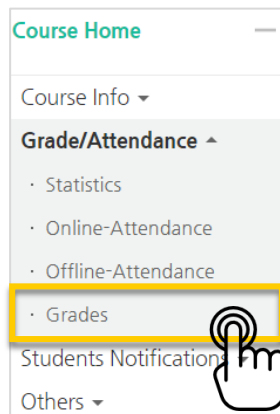 Course Home
Course Info
Grade/Attendance
· Statistics
· Online-Attendance
· Offline-Attendance
· Grades
Students Notifications
Others